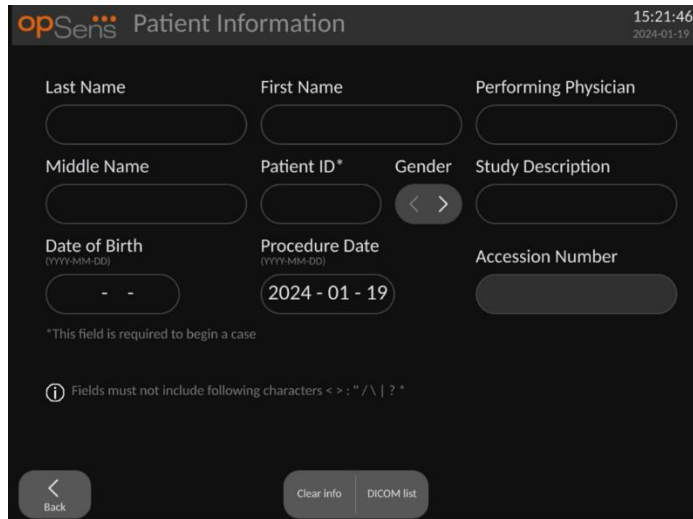 opSens Patient Information 15:21:46
2024-01-19
Last Name First Name Performing Physician
Middle Name Patient ID* Gender Study Description
< >
Date of Birth Procedure Date Accession Number
(YYYY-MM-DD) (YYYY-MM-DD)
- - 2024 - 01 - 19
*This field is required to begin a case
i Fields must not include following characters < > : " / \ | ? *
< 
Back Clear info DICOM list